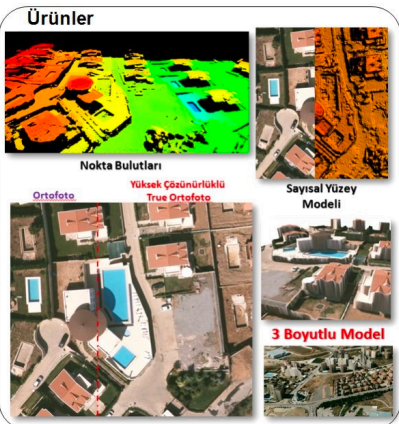 Ürünler
Nokta Bulutları
Sayısal Yüzey
Modeli
Ortofoto
Yüksek Çözünürlüklü
True Ortofoto
3 Boyutlu Model